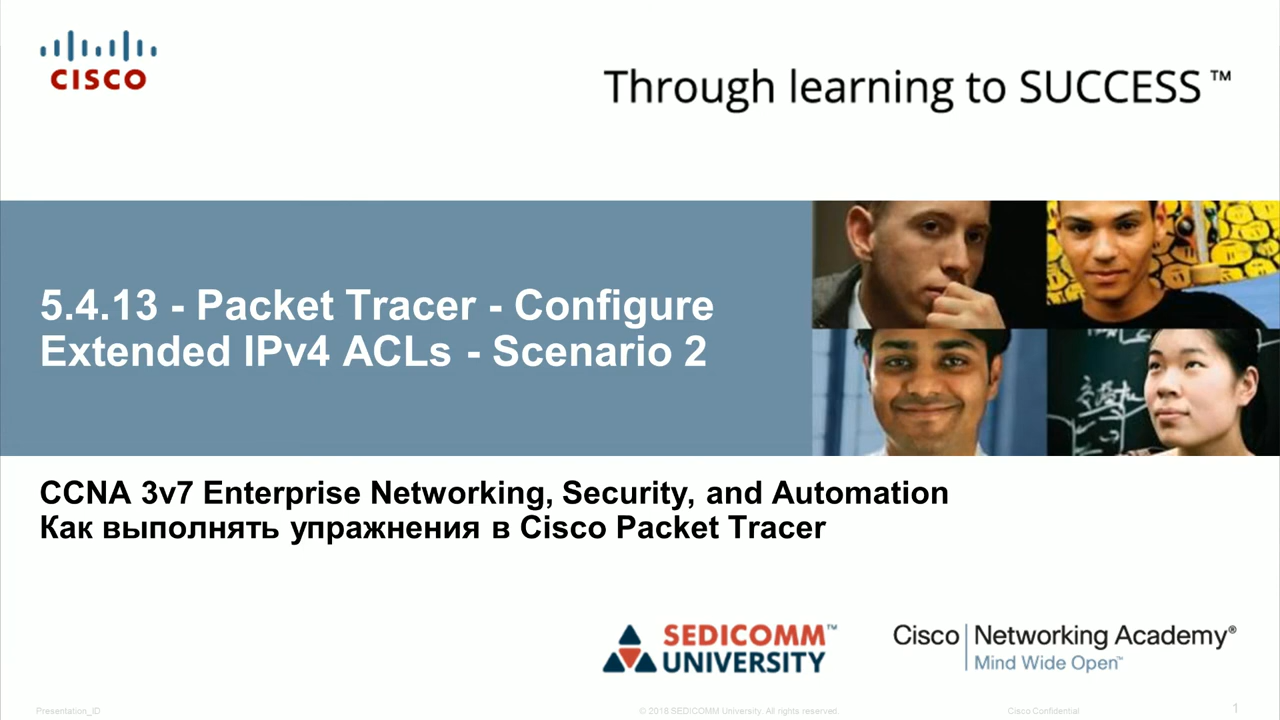 CISCO
Through learning to SUCCESS™
5.4.13 - Packet Tracer - Configure
Extended IPv4 ACLs - Scenario 2
CCNA 3v7 Enterprise Networking, Security, and Automation
Как выполнять упражнения в Cisco Packet Tracer
SEDICOMM™
UNIVERSITY
Cisco Networking Academy®
Mind Wide Open™
Presentation_ID
© 2018 SEDICOMM University. All rights reserved.
Cisco Confidential
1